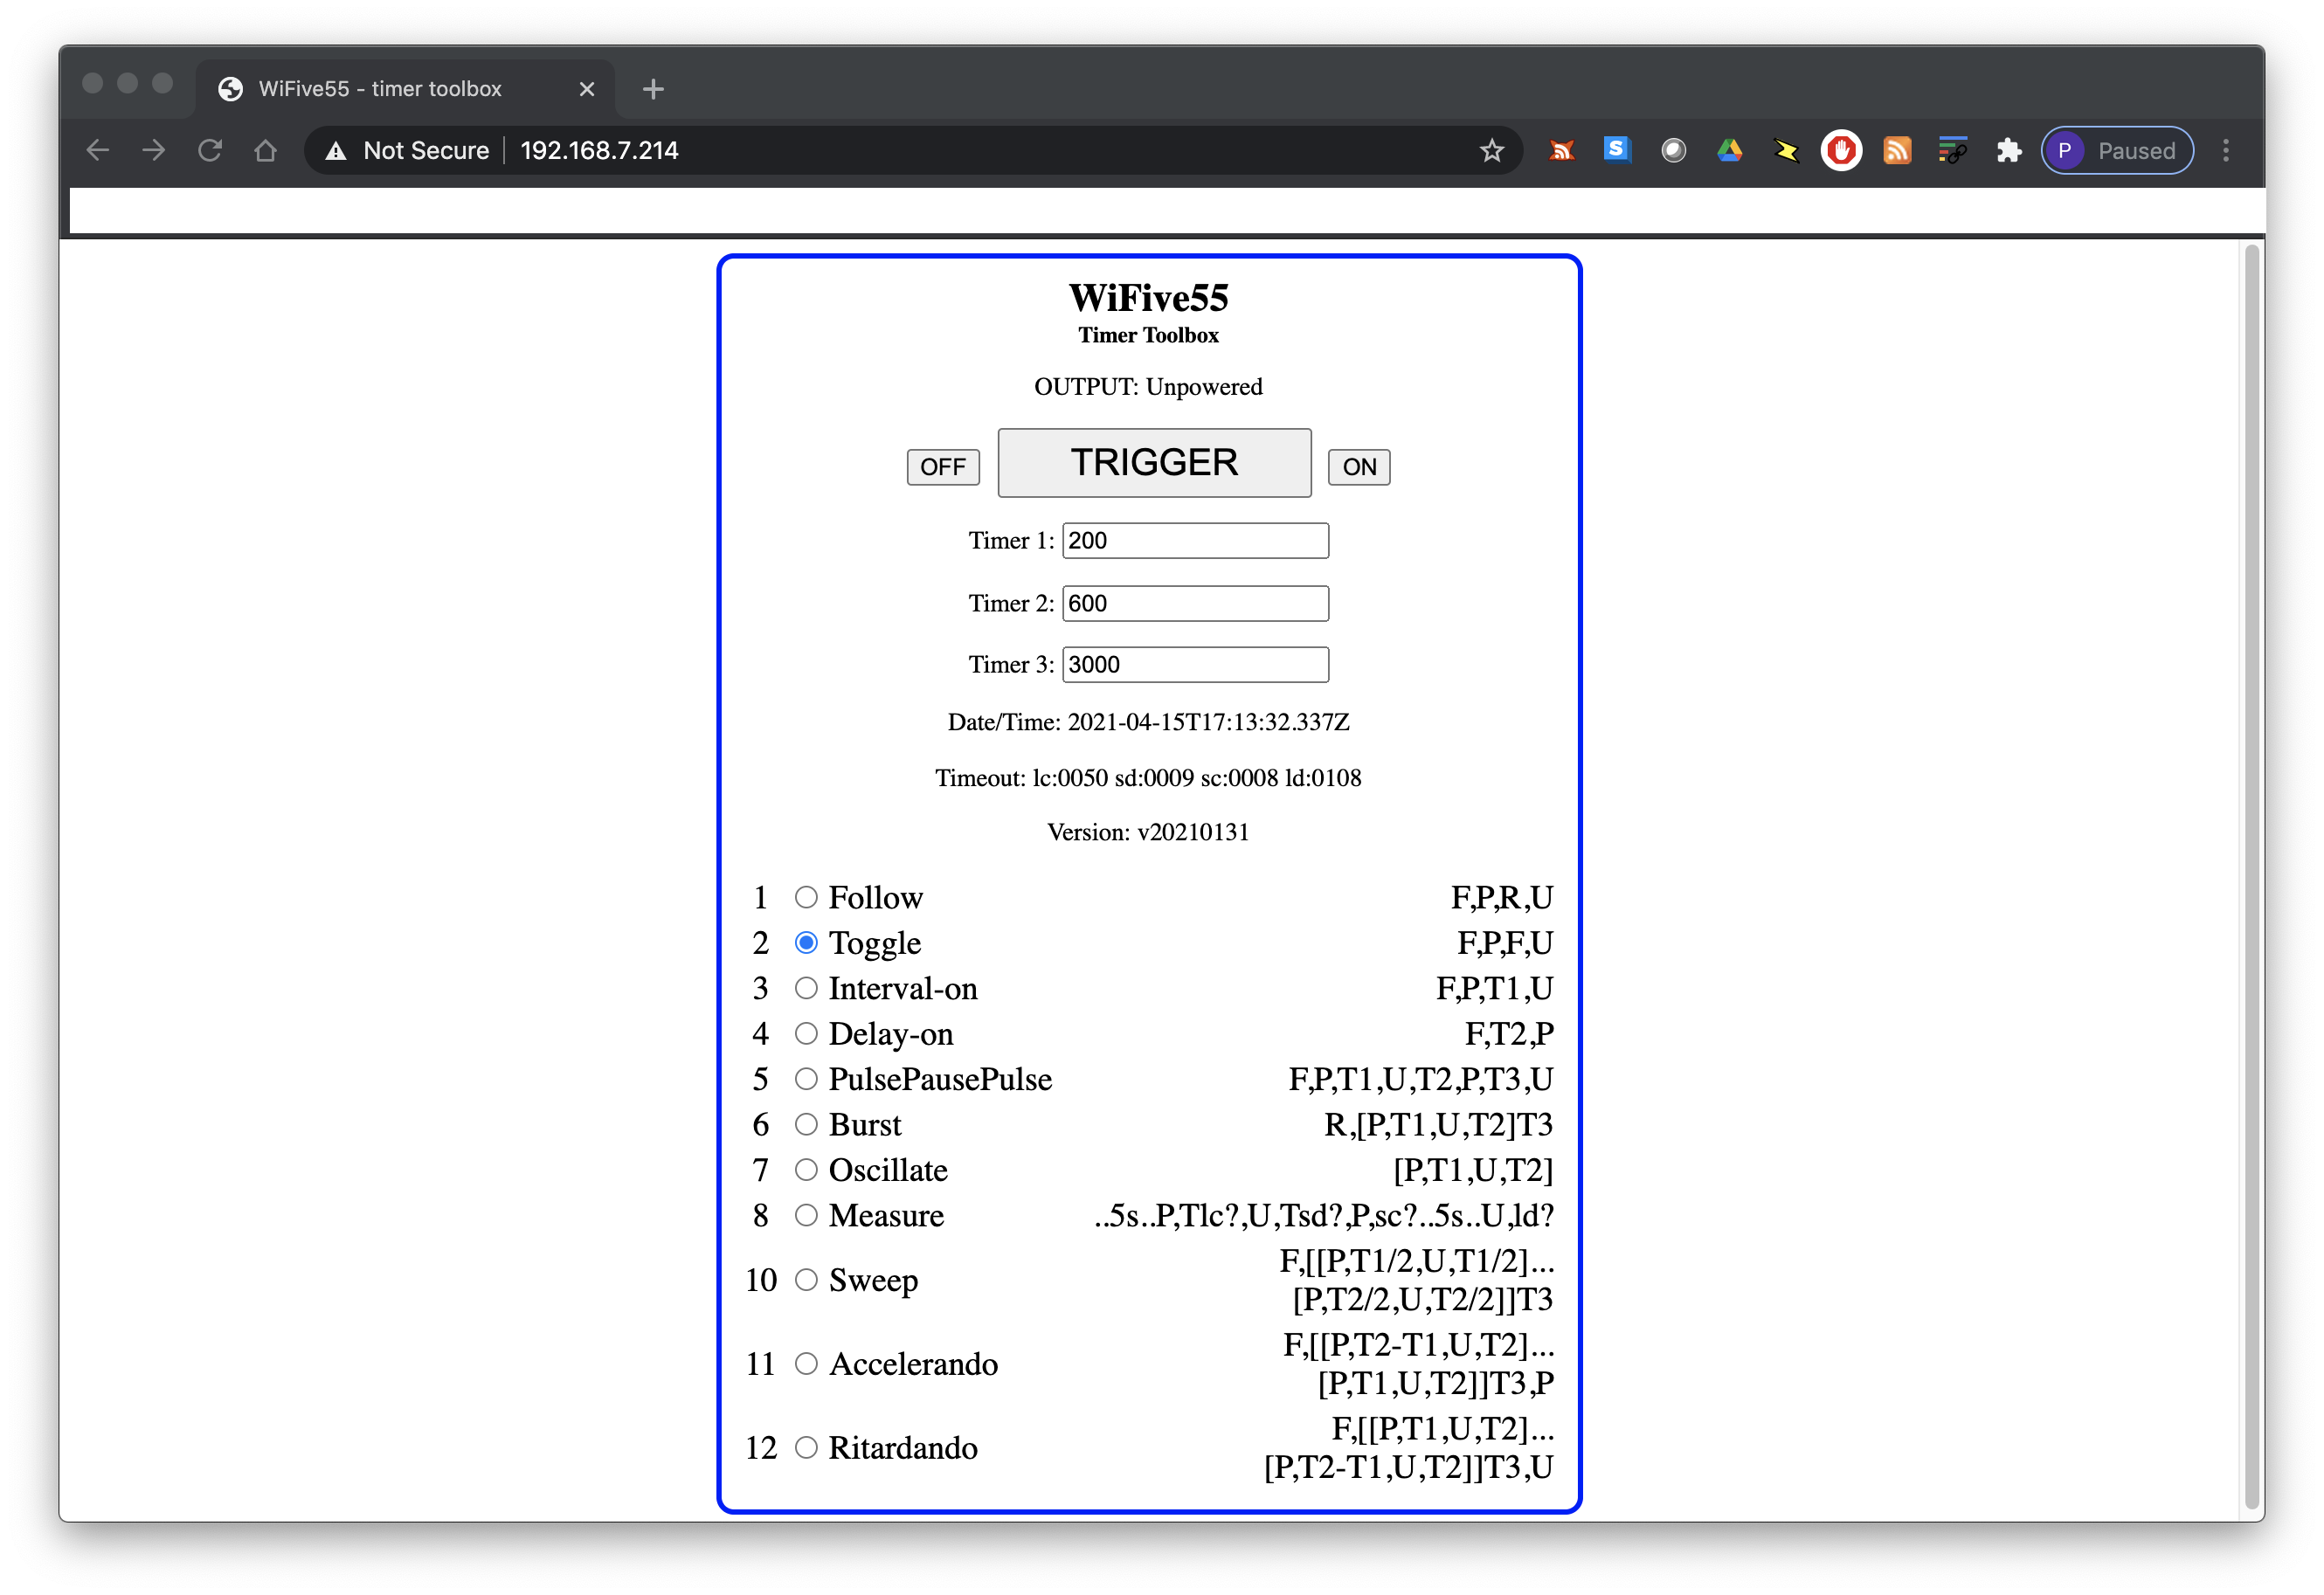 WiFive55 - timer toolbox
Not Secure 192.168.7.214
S
P Paused
WiFive55
Timer Toolbox
OUTPUT: Unpowered
OFF TRIGGER ON
Timer 1: 200
Timer 2: 600
Timer 3: 3000
Date/Time: 2021-04-15T17:13:32.337Z
Timeout: lc:0050 sd:0009 sc:0008 ld:0108
Version: v20210131
1 Follow F,P,R,U
2 Toggle F,P,F,U
3 Interval-on F,P,T1,U
4 Delay-on F,T2,P
5 PulsePausePulse F,P,T1,U,T2,P,T3,U
6 Burst R,[P,T1,U,T2]T3
7 Oscillate [P,T1,U,T2]
8 Measure ..5s..P,Tlc?,U,Tsd?,P,sc?..5s..U,ld?
10 Sweep F,[[P,T1/2,U,T1/2]...
[P,T2/2,U,T2/2]]T3
11 Accelerando F,[[P,T2-T1,U,T2]...
[P,T1,U,T2]]T3,P
12 Ritardando F,[[P,T1,U,T2]...
[P,T2-T1,U,T2]]T3,U